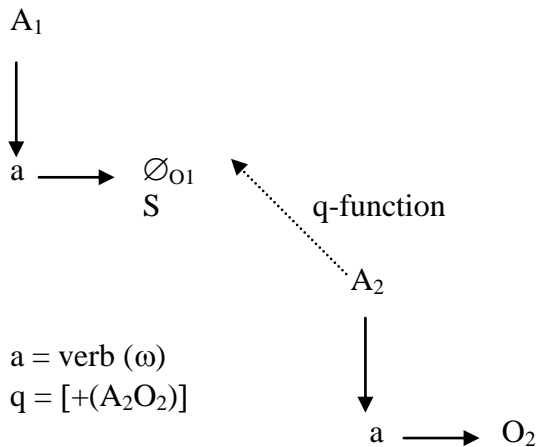 A₁
a ∅O1
S
q-function
A₂
a = verb (ω)
q = [+(A₂O₂)]
a O₂